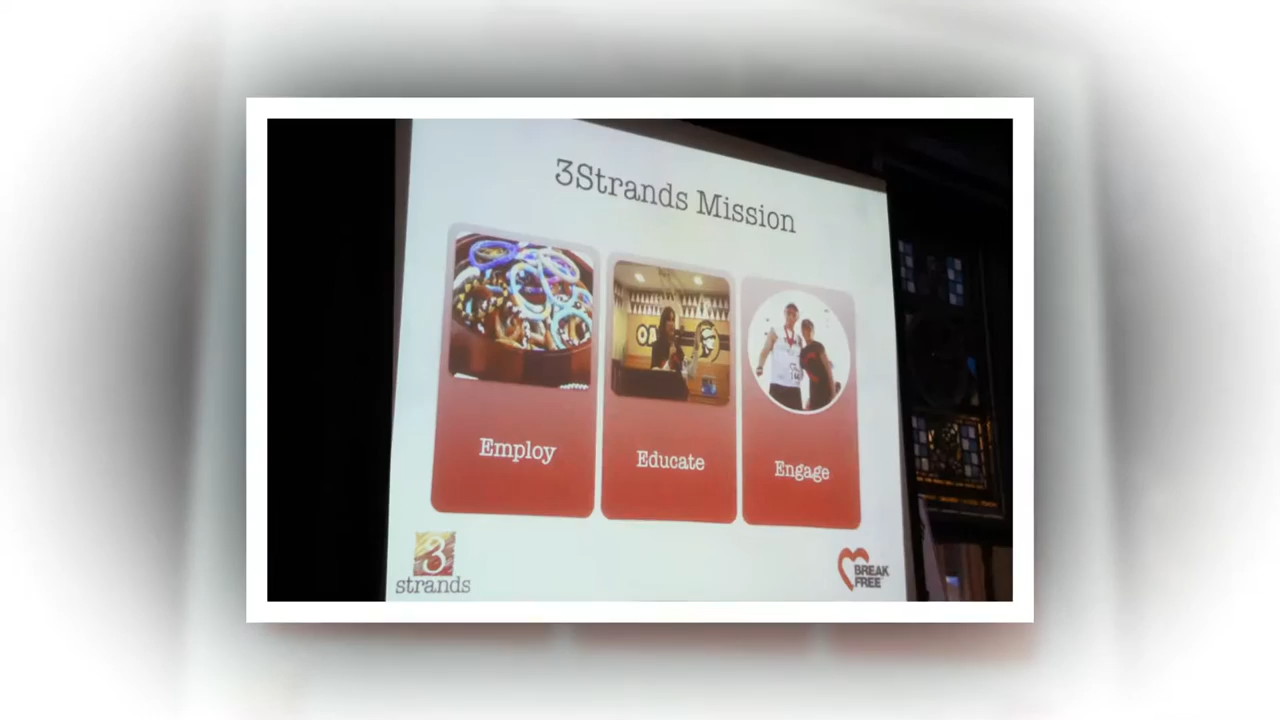 3Strands Mission
Employ
Educate
Engage
3
strands
BREAK
FREE